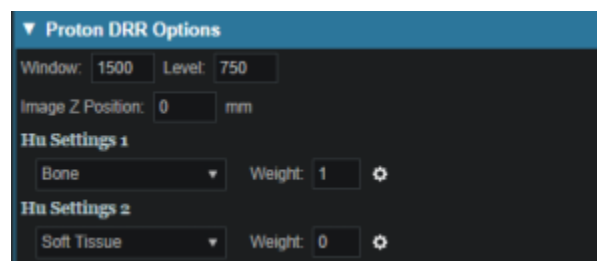 ▼ Proton DRR Options
Window: 1500 Level: 750
Image Z Position: 0 mm
Hu Settings 1
Bone Weight: 1
Hu Settings 2
Soft Tissue Weight: 0